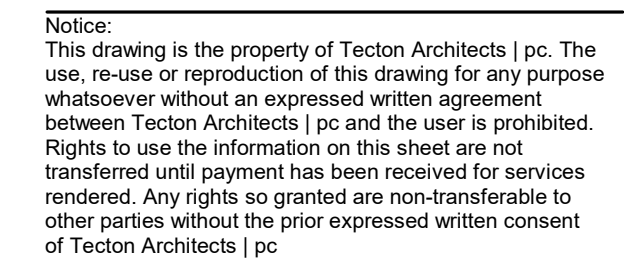 Notice:
This drawing is the property of Tecton Architects | pc. The
use, re-use or reproduction of this drawing for any purpose
whatsoever without an expressed written agreement
between Tecton Architects | pc and the user is prohibited.
Rights to use the information on this sheet are not
transferred until payment has been received for services
rendered. Any rights so granted are non-transferable to
other parties without the prior expressed written consent
of Tecton Architects | pc